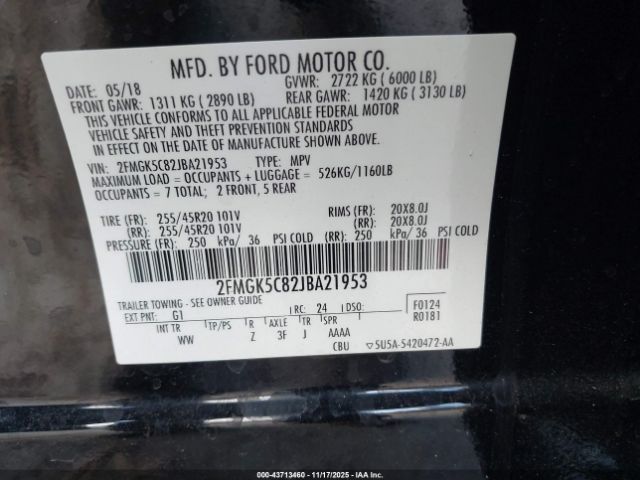 MFD. BY FORD MOTOR CO.
DATE: 05/18 GVWR: 2722 KG (6000 LB)
FRONT GAWR: 1311 KG (2890 LB) REAR GAWR: 1420 KG (3130 LB)
THIS VEHICLE CONFORMS TO ALL APPLICABLE FEDERAL MOTOR
VEHICLE SAFETY AND THEFT PREVENTION STANDARDS IN
EFFECT ON THE DATE OF MANUFACTURE SHOWN ABOVE.
VIN: 2FMGK5C82JBA21953 TYPE: MPV
MAXIMUM LOAD = OCCUPANTS + LUGGAGE = 526KG/1160LB
OCCUPANTS = 7 TOTAL; 2 FRONT, 5 REAR
TIRE (FR): 255/45R20 101V RIMS (FR): 20X8.0J
(RR): 255/45R20 101V (RR): 20X8.0J
PRESSURE (FR): 250 kPa/ 36 PSI COLD (RR): 250 kPa/ 36 PSI COLD
2FMGK5C82JBA21953
TRAILER TOWING - SEE OWNER GUIDE
EXT PNT: G1 RC: 24 DSO: F0124
INT TR TP/PS R AXLE TR SPR R0181
WW Z 3F J AAAA
CBU 5U5A-5420472-AA
000-43713460 - 11/17/2025 - IAA Inc.